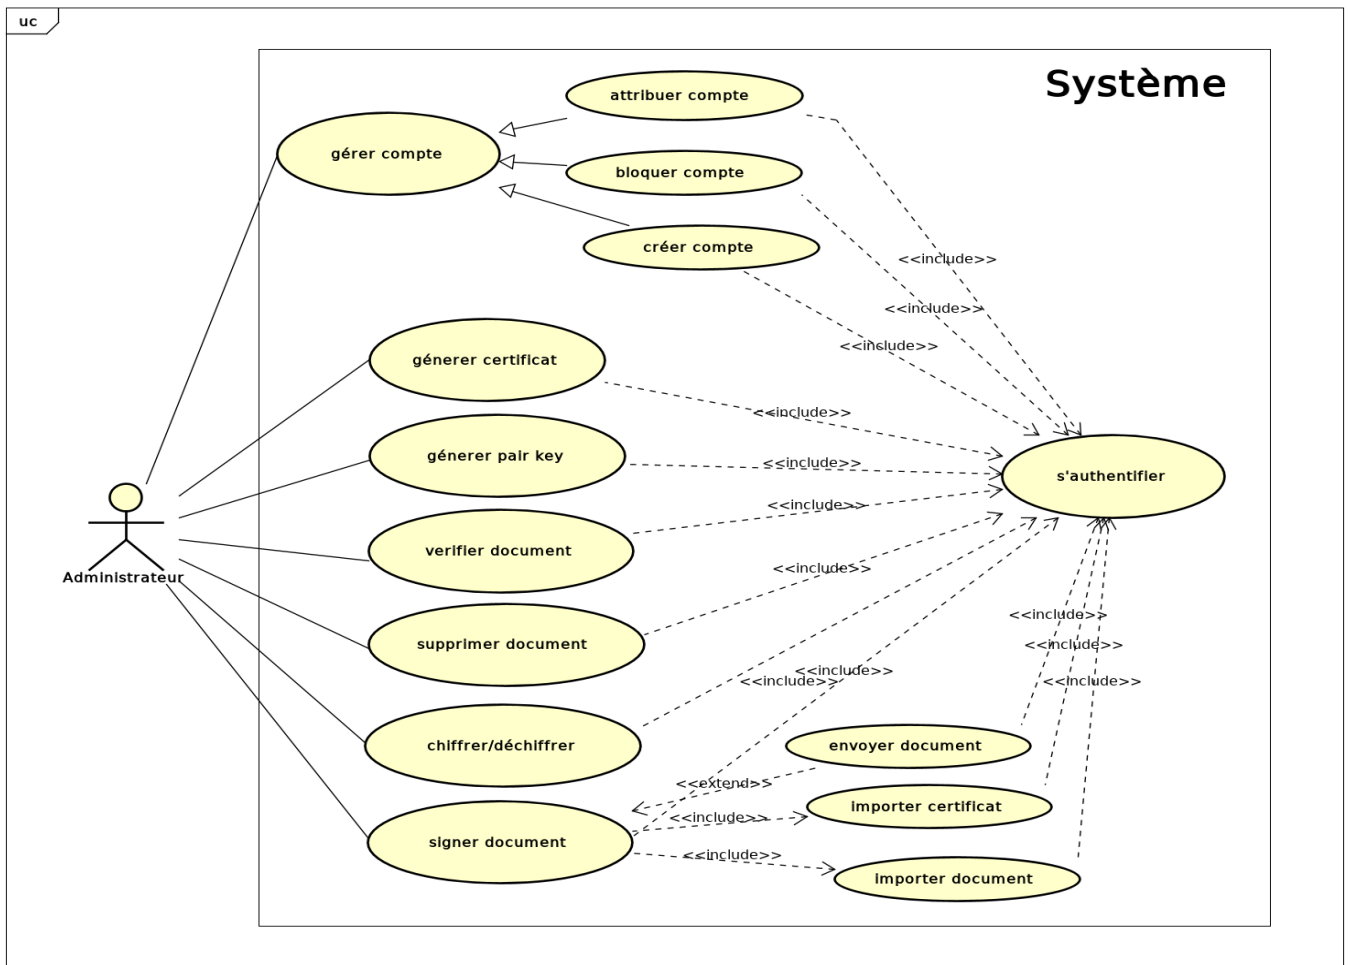 uc
Système
attribuer compte
gérer compte
bloquer compte
créer compte
<<include>>
<<include>>
<<include>>
génerer certificat
<<include>>
génerer pair key
<<include>>
s'authentifier
<<include>>
verifier document
<<include>>
Administrateur
<<include>>
supprimer document
<<include>>
<<include>>
<<include>>
<<include>>
chiffrer/déchiffrer
envoyer document
<<extend>>
importer certificat
<<include>>
signer document
<<include>>
importer document